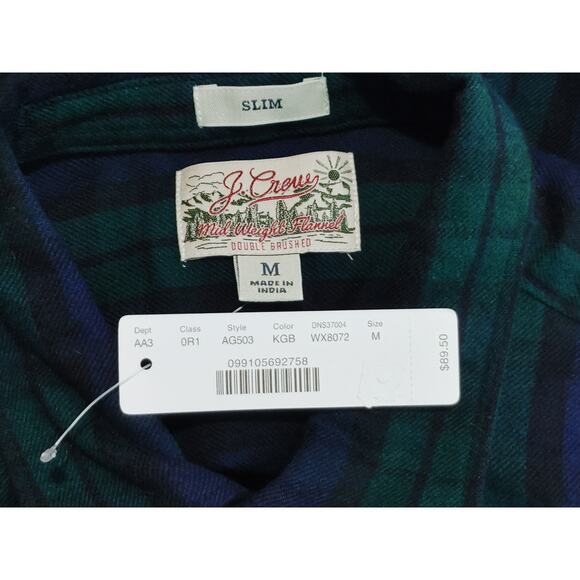 SLIM
J. Crew
Mid Weight Flannel
DOUBLE BRUSHED
M
MADE IN
INDIA
Dept Class Style Color DNS37004 Size
AA3 0R1 AG503 KGB WX8072 M
099105692758
$89.50